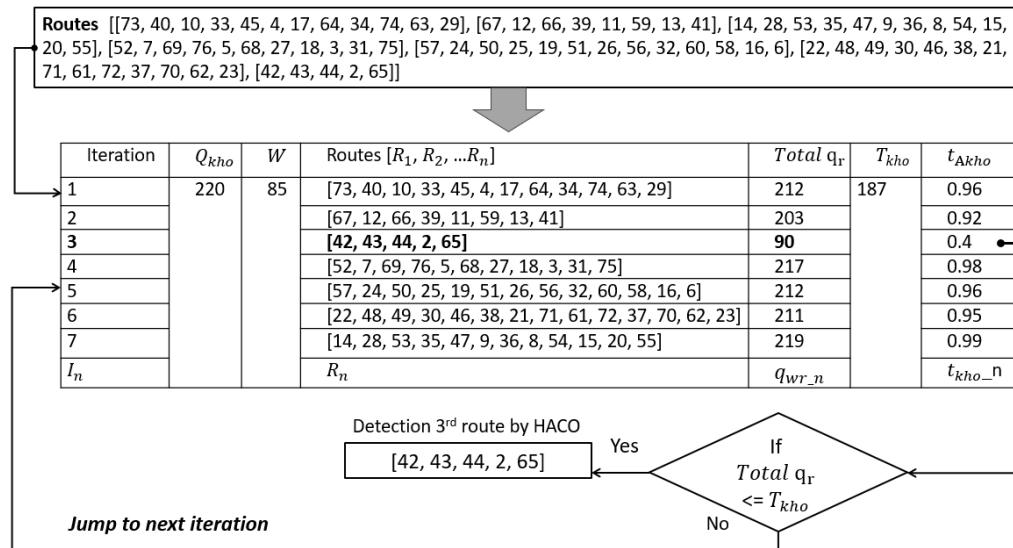 Routes [[73, 40, 10, 33, 45, 4, 17, 64, 34, 74, 63, 29], [67, 12, 66, 39, 11, 59, 13, 41], [14, 28, 53, 35, 47, 9, 36, 8, 54, 15,
20, 55], [52, 7, 69, 76, 5, 68, 27, 18, 3, 31, 75], [57, 24, 50, 25, 19, 51, 26, 56, 32, 60, 58, 16, 6], [22, 48, 49, 30, 46, 38, 21,
71, 61, 72, 37, 70, 62, 23], [42, 43, 44, 2, 65]]
Iteration Q_kho W Routes [R_1, R_2, ...R_n] Total q_r T_kho t_Akho
1 220 85 [73, 40, 10, 33, 45, 4, 17, 64, 34, 74, 63, 29] 212 187 0.96
2 [67, 12, 66, 39, 11, 59, 13, 41] 203 0.92
3 [42, 43, 44, 2, 65] 90 0.4
4 [52, 7, 69, 76, 5, 68, 27, 18, 3, 31, 75] 217 0.98
5 [57, 24, 50, 25, 19, 51, 26, 56, 32, 60, 58, 16, 6] 212 0.96
6 [22, 48, 49, 30, 46, 38, 21, 71, 61, 72, 37, 70, 62, 23] 211 0.95
7 [14, 28, 53, 35, 47, 9, 36, 8, 54, 15, 20, 55] 219 0.99
I_n R_n q_wr_n t_kho_n
Detection 3rd route by HACO
[42, 43, 44, 2, 65]
Yes
If
Total q_r
<= T_kho
No
Jump to next iteration